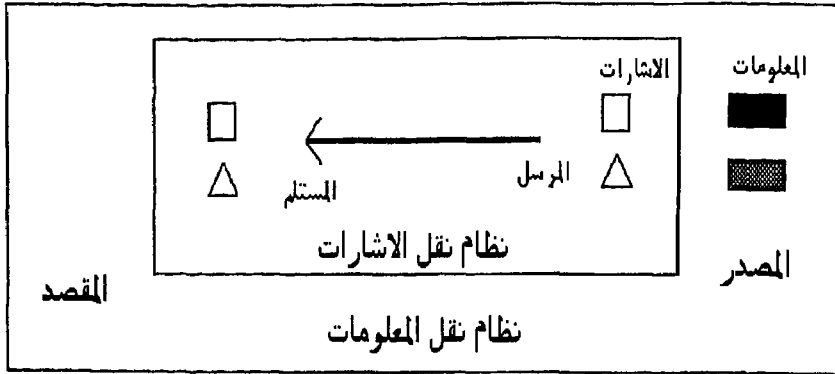 المعلومات
الاشارات
المرسل
المستلم
نظام نقل الاشارات
المصدر
المقصد
نظام نقل المعلومات